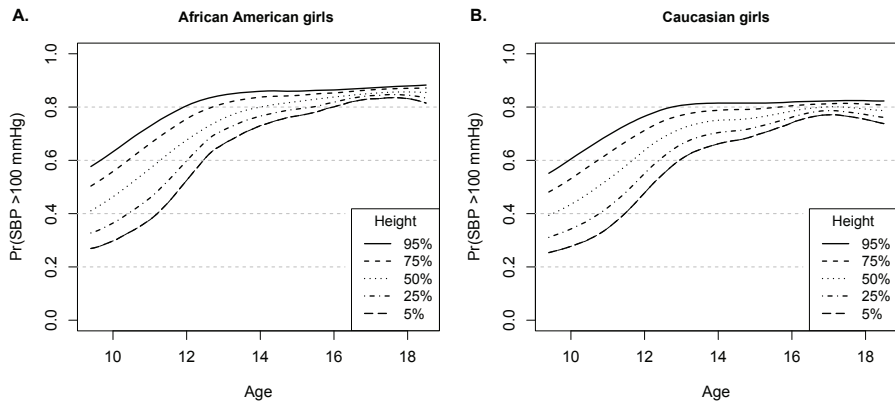 A.
African American girls
Pr(SBP >100 mmHg)
1.0
0.8
0.6
0.4
0.2
0.0
Height
95%
75%
50%
25%
5%
10 12 14 16 18
Age
B.
Caucasian girls
Pr(SBP >100 mmHg)
1.0
0.8
0.6
0.4
0.2
0.0
Height
95%
75%
50%
25%
5%
10 12 14 16 18
Age